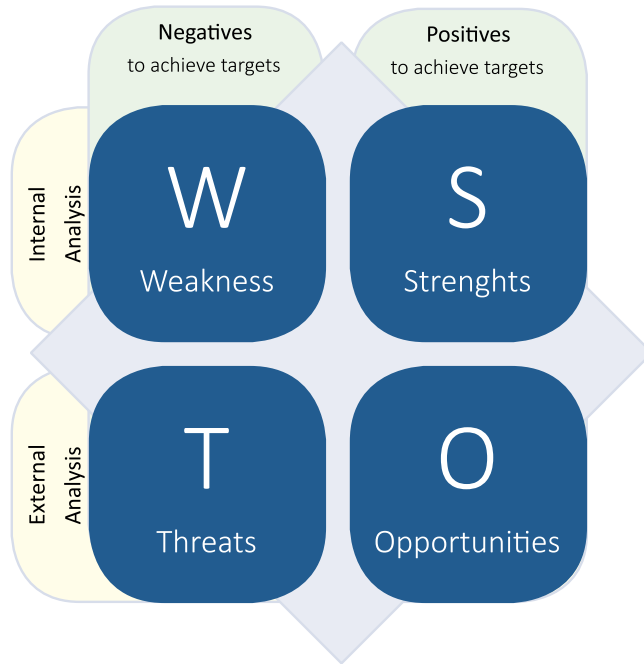 Negatives
to achieve targets
Positives
to achieve targets
Internal
Analysis
W
Weakness
S
Strenghts
External
Analysis
T
Threats
O
Opportunities